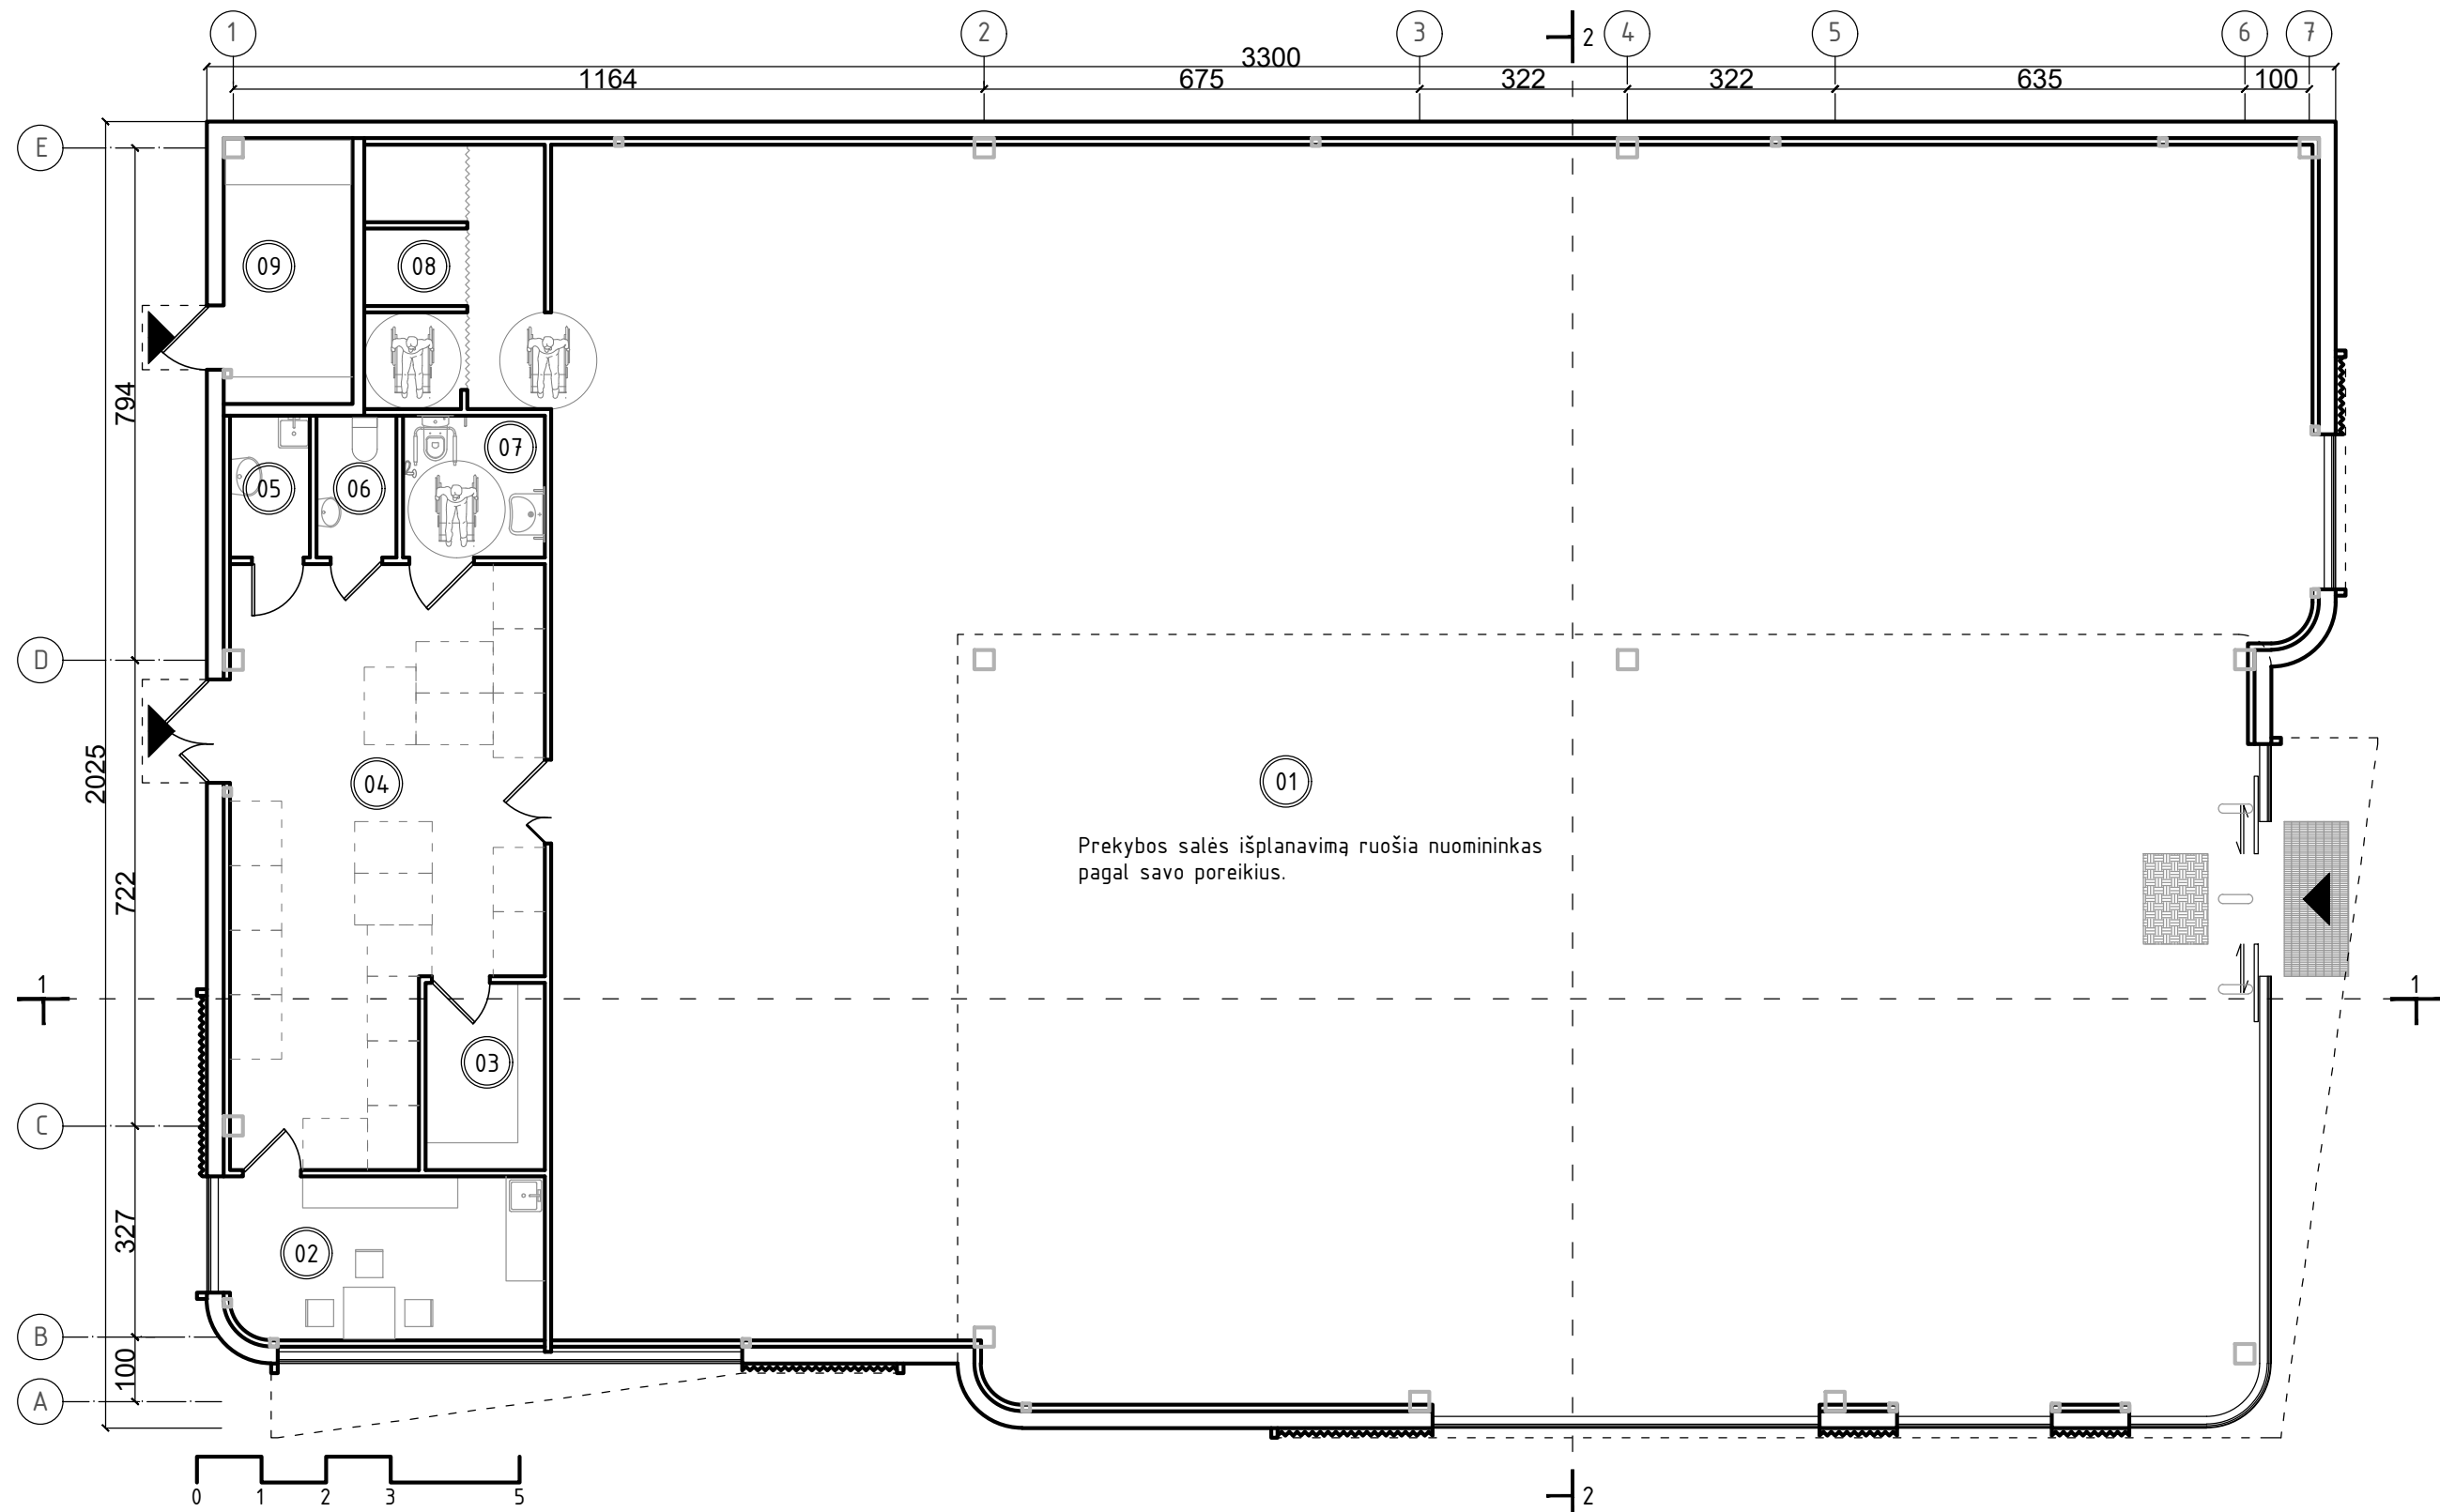 1 2 3 2 4 5 6 7
3300
1164 675 322 322 635 100
E
09 08
794
07
05 06
D
2025
04 01
Prekybos salės išplanavimą ruošia nuomininkas
pagal savo poreikius.
722
1 1
03
C
327
02
B
100
A
0 1 2 3 5 2